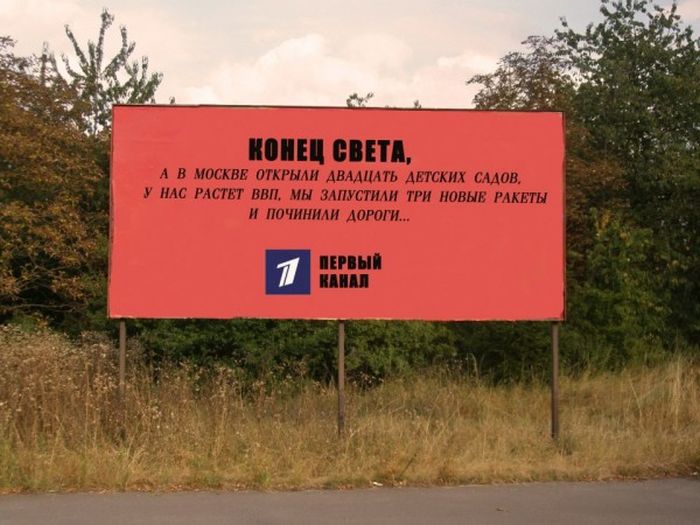 КОНЕЦ СВЕТА,
А В МОСКВЕ ОТКРЫЛИ ДВАДЦАТЬ ДЕТСКИХ САДОВ,
У НАС РАСТЕТ ВВП, МЫ ЗАПУСТИЛИ ТРИ НОВЫЕ РАКЕТЫ
И ПОЧИНИЛИ ДОРОГИ...
1 ПЕРВЫЙ
КАНАЛ